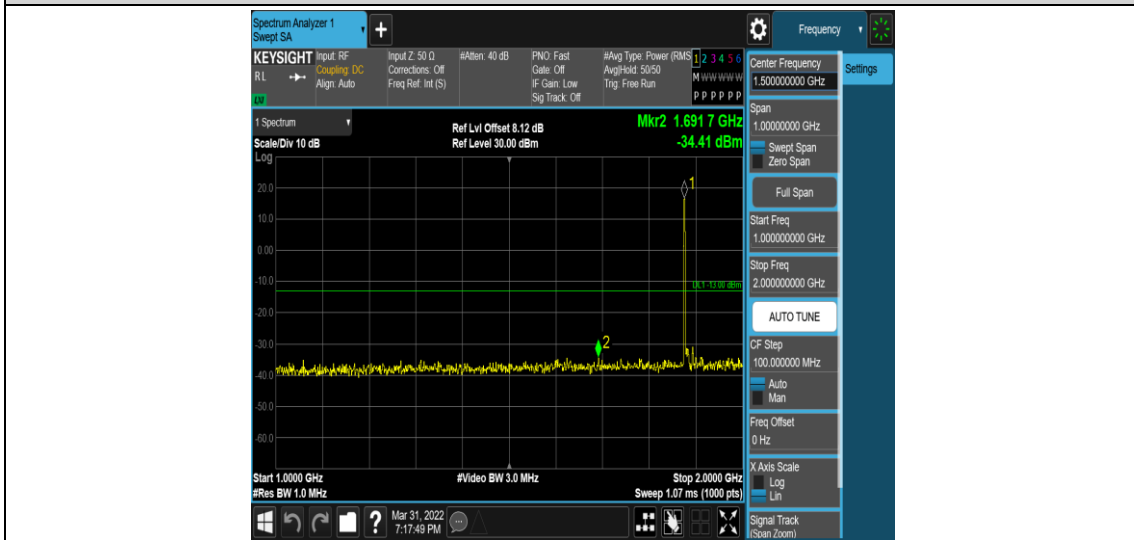 Spectrum Analyzer 1
Swept SA
+
Frequency
KEYSIGHT
RL
Input: RF
Coupling: DC
Align: Auto
Input Z: 50 Ω
Corrections: Off
Freq Ref: Int (S)
#Atten: 40 dB
PNO: Fast
Gate: Off
IF Gain: Low
Sig Track: Off
#Avg Type: Power (RMS
Avg|Hold: 50/50
Trig: Free Run
1 2 3 4 5 6
M W W W W W
P P P P P P
1 Spectrum
Scale/Div 10 dB
Log
Ref Lvl Offset 8.12 dB
Ref Level 30.00 dBm
Mkr2 1.691 7 GHz
-34.41 dBm
20.0
10.0
0.00
-10.0
-20.0
-30.0
-40.0
-50.0
-60.0
1
DL1 -13.00 dBm
2
Start 1.0000 GHz
#Res BW 1.0 MHz
#Video BW 3.0 MHz
Stop 2.0000 GHz
Sweep 1.07 ms (1000 pts)
Center Frequency
1.500000000 GHz
Settings
Span
1.00000000 GHz
Swept Span
Zero Span
Full Span
Start Freq
1.000000000 GHz
Stop Freq
2.000000000 GHz
AUTO TUNE
CF Step
100.000000 MHz
Auto
Man
Freq Offset
0 Hz
X Axis Scale
Log
Lin
Signal Track
(Span Zoom)
?
Mar 31, 2022
7:17:49 PM